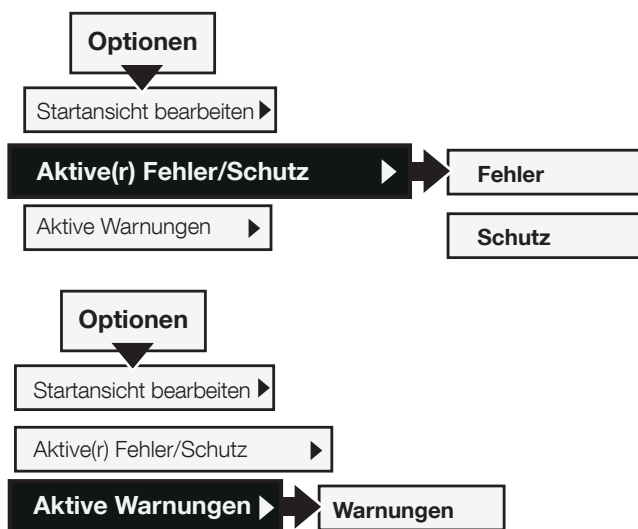 Optionen
Startansicht bearbeiten
Aktive(r) Fehler/Schutz
Fehler
Aktive Warnungen
Schutz
Optionen
Startansicht bearbeiten
Aktive(r) Fehler/Schutz
Aktive Warnungen
Warnungen